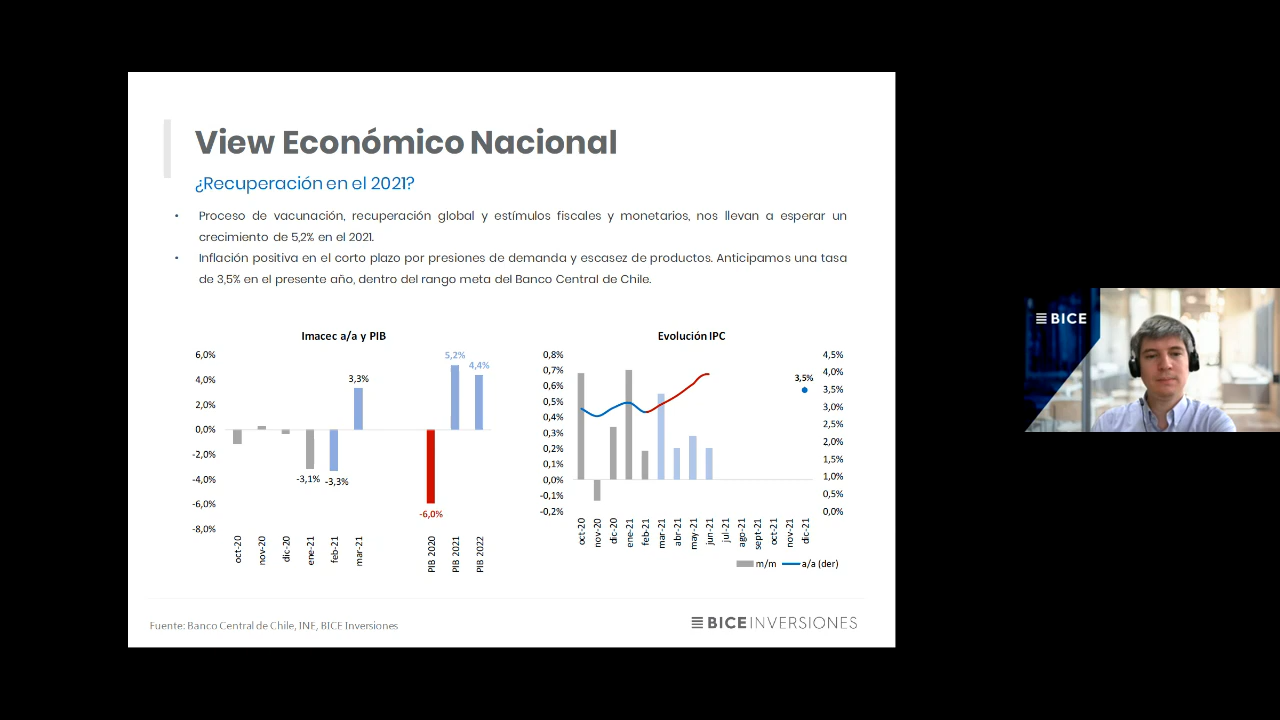 View Económico Nacional
¿Recuperación en el 2021?
• Proceso de vacunación, recuperación global y estímulos fiscales y monetarios, nos llevan a esperar un
crecimiento de 5,2% en el 2021.
• Inflación positiva en el corto plazo por presiones de demanda y escasez de productos. Anticipamos una tasa
de 3,5% en el presente año, dentro del rango meta del Banco Central de Chile.
Imacec a/a y PIB
6,0%
4,0%
2,0%
0,0%
-2,0%
-4,0%
-6,0%
-8,0%
3,3%
-3,1%
-3,3%
-6,0%
5,2%
4,4%
oct-20
nov-20
dic-20
ene-21
feb-21
mar-21
PIB 2020
PIB 2021
PIB 2022
Evolución IPC
0,8%
0,7%
0,6%
0,5%
0,4%
0,3%
0,2%
0,1%
0,0%
-0,1%
-0,2%
3,5%
4,5%
4,0%
3,5%
3,0%
2,5%
2,0%
1,5%
1,0%
0,5%
0,0%
oct-20
nov-20
dic-20
ene-21
feb-21
mar-21
abr-21
may-21
jun-21
jul-21
ago-21
sept-21
oct-21
nov-21
dic-21
m/m a/a (der)
Fuente: Banco Central de Chile, INE, BICE Inversiones
BICEINVERSIONES
BICE